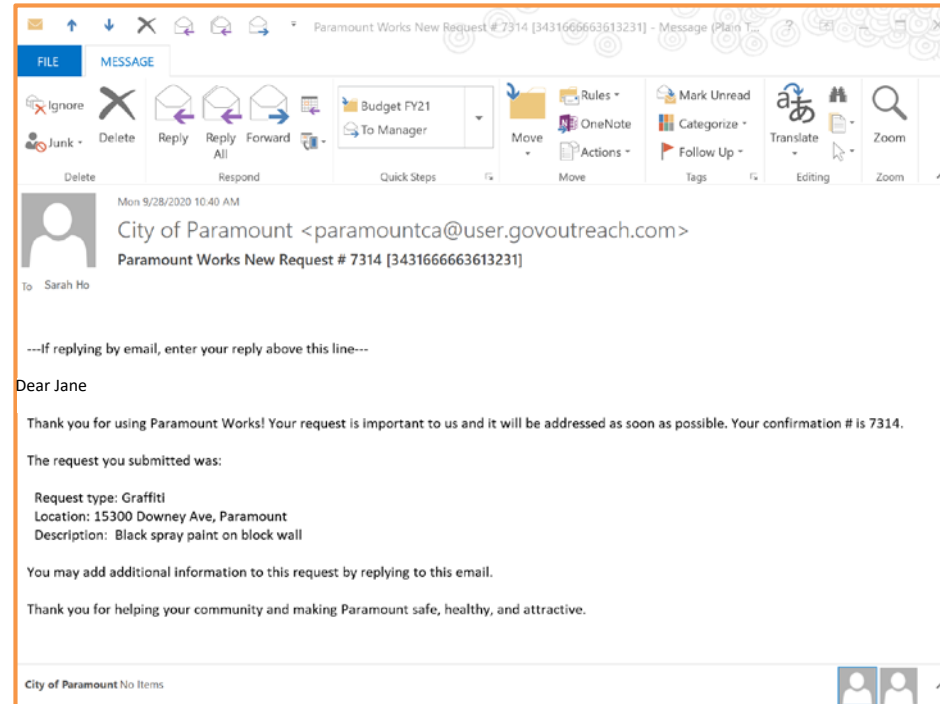 Paramount Works New Request # 7314 [3431666663613231] - Message (Plain T...
FILE MESSAGE
Ignore
Junk
Delete
Reply
Reply All
Forward
Budget FY21
To Manager
Move
Rules
OneNote
Actions
Mark Unread
Categorize
Follow Up
Translate
Zoom
Delete Respond Quick Steps Move Tags Editing Zoom
Mon 9/28/2020 10:40 AM
City of Paramount <paramountca@user.govoutreach.com>
Paramount Works New Request # 7314 [3431666663613231]
To Sarah Ho
---If replying by email, enter your reply above this line---
Dear Jane
Thank you for using Paramount Works! Your request is important to us and it will be addressed as soon as possible. Your confirmation # is 7314.
The request you submitted was:
Request type: Graffiti
Location: 15300 Downey Ave, Paramount
Description: Black spray paint on block wall
You may add additional information to this request by replying to this email.
Thank you for helping your community and making Paramount safe, healthy, and attractive.
City of Paramount No Items